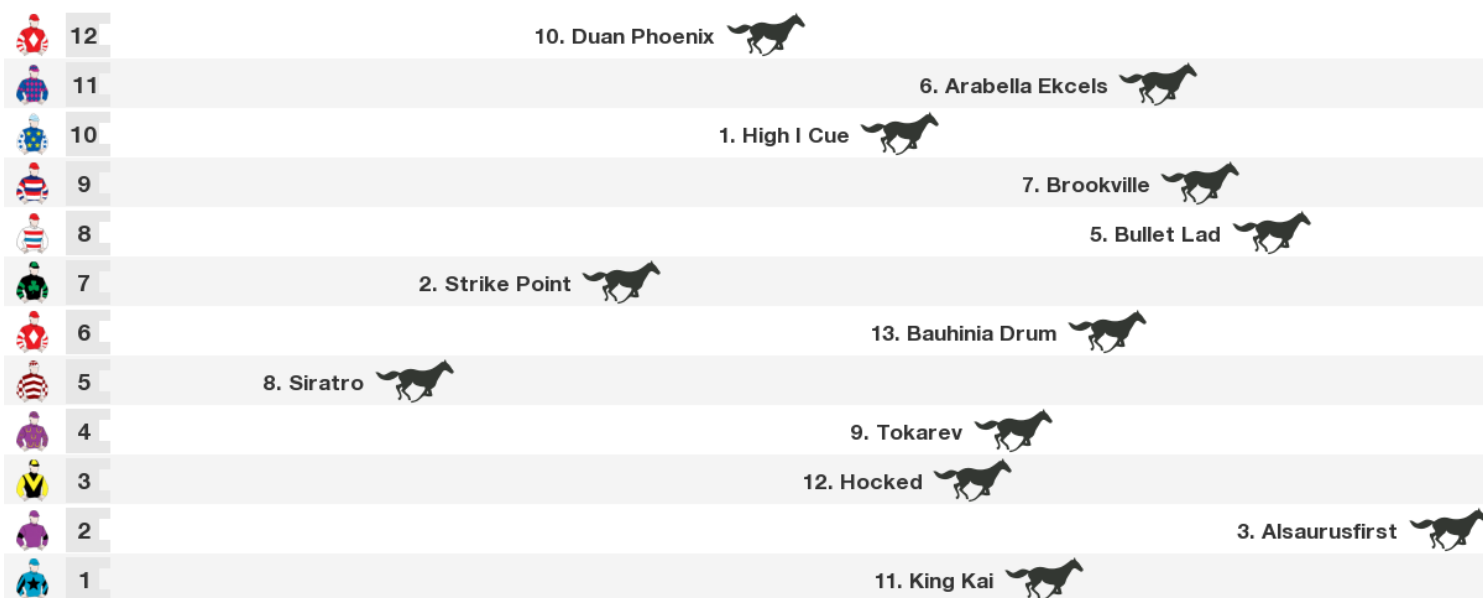 12 10. Duan Phoenix
11 6. Arabella Ekcels
10 1. High I Cue
9 7. Brookville
8 5. Bullet Lad
7 2. Strike Point
6 13. Bauhinia Drum
5 8. Siratro
4 9. Tokarev
3 12. Hocked
2 3. Alsaurusfirst
1 11. King Kai